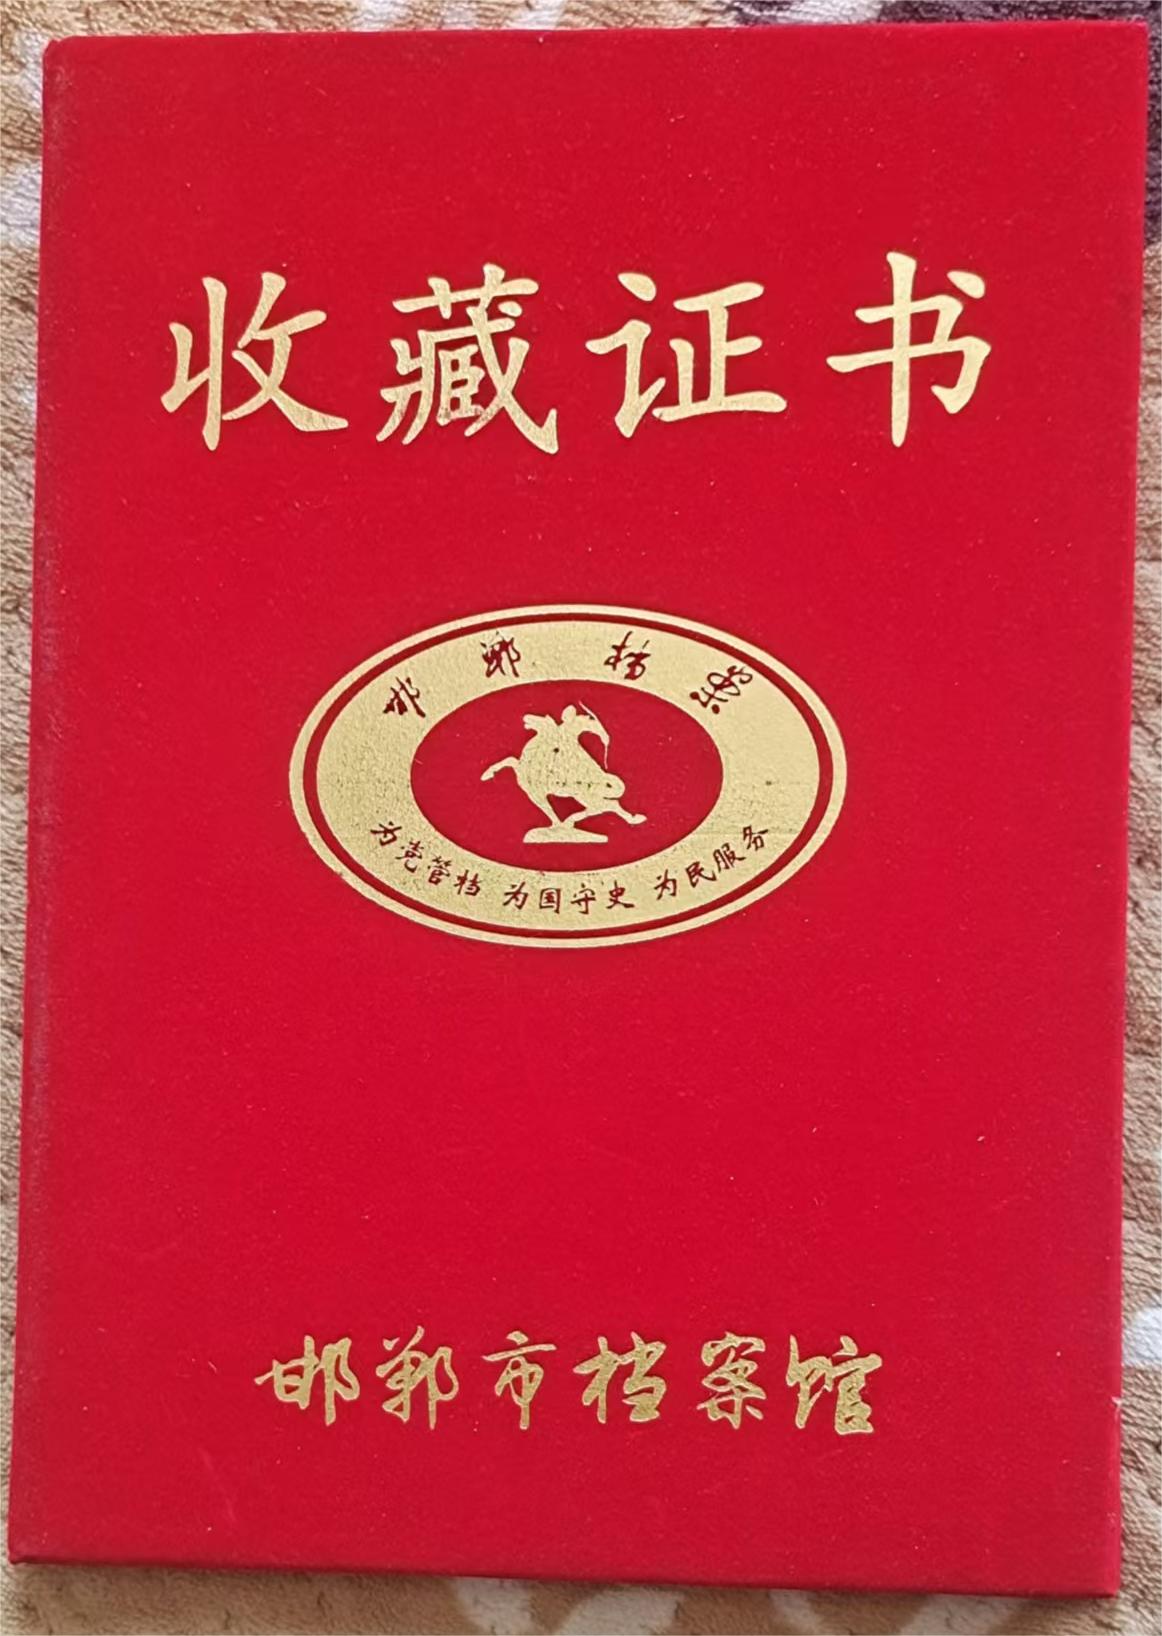 收藏证书
邯郸档案
为党管档 为国守史 为民服务
邯郸市档案馆